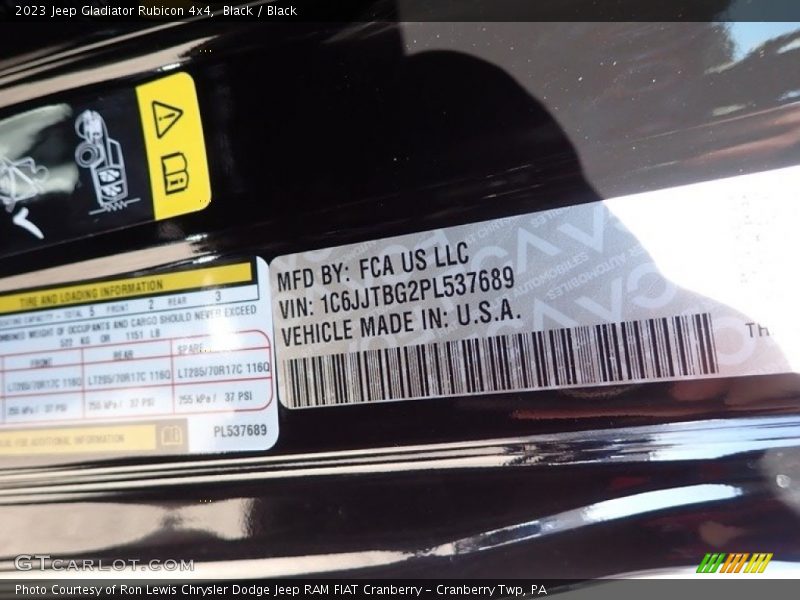 2023 Jeep Gladiator Rubicon 4x4, Black / Black
MFD BY: FCA US LLC
VIN: 1C6JJTBG2PL537689
VEHICLE MADE IN: U.S.A.
TH
TIRE AND LOADING INFORMATION
SEATING CAPACITY - TOTAL 5 FRONT 2 REAR 3
COMBINED WEIGHT OF OCCUPANTS AND CARGO SHOULD NEVER EXCEED
522 KG OR 1151 LB
FRONT REAR SPARE
LT285/70R17C 116Q LT285/70R17C 116Q LT285/70R17C 116Q
255 kPa / 37 PSI 255 kPa / 37 PSI 255 kPa / 37 PSI
FOR ADDITIONAL INFORMATION
PL537689
GTCARLOT.COM
Photo Courtesy of Ron Lewis Chrysler Dodge Jeep RAM FIAT Cranberry – Cranberry Twp, PA